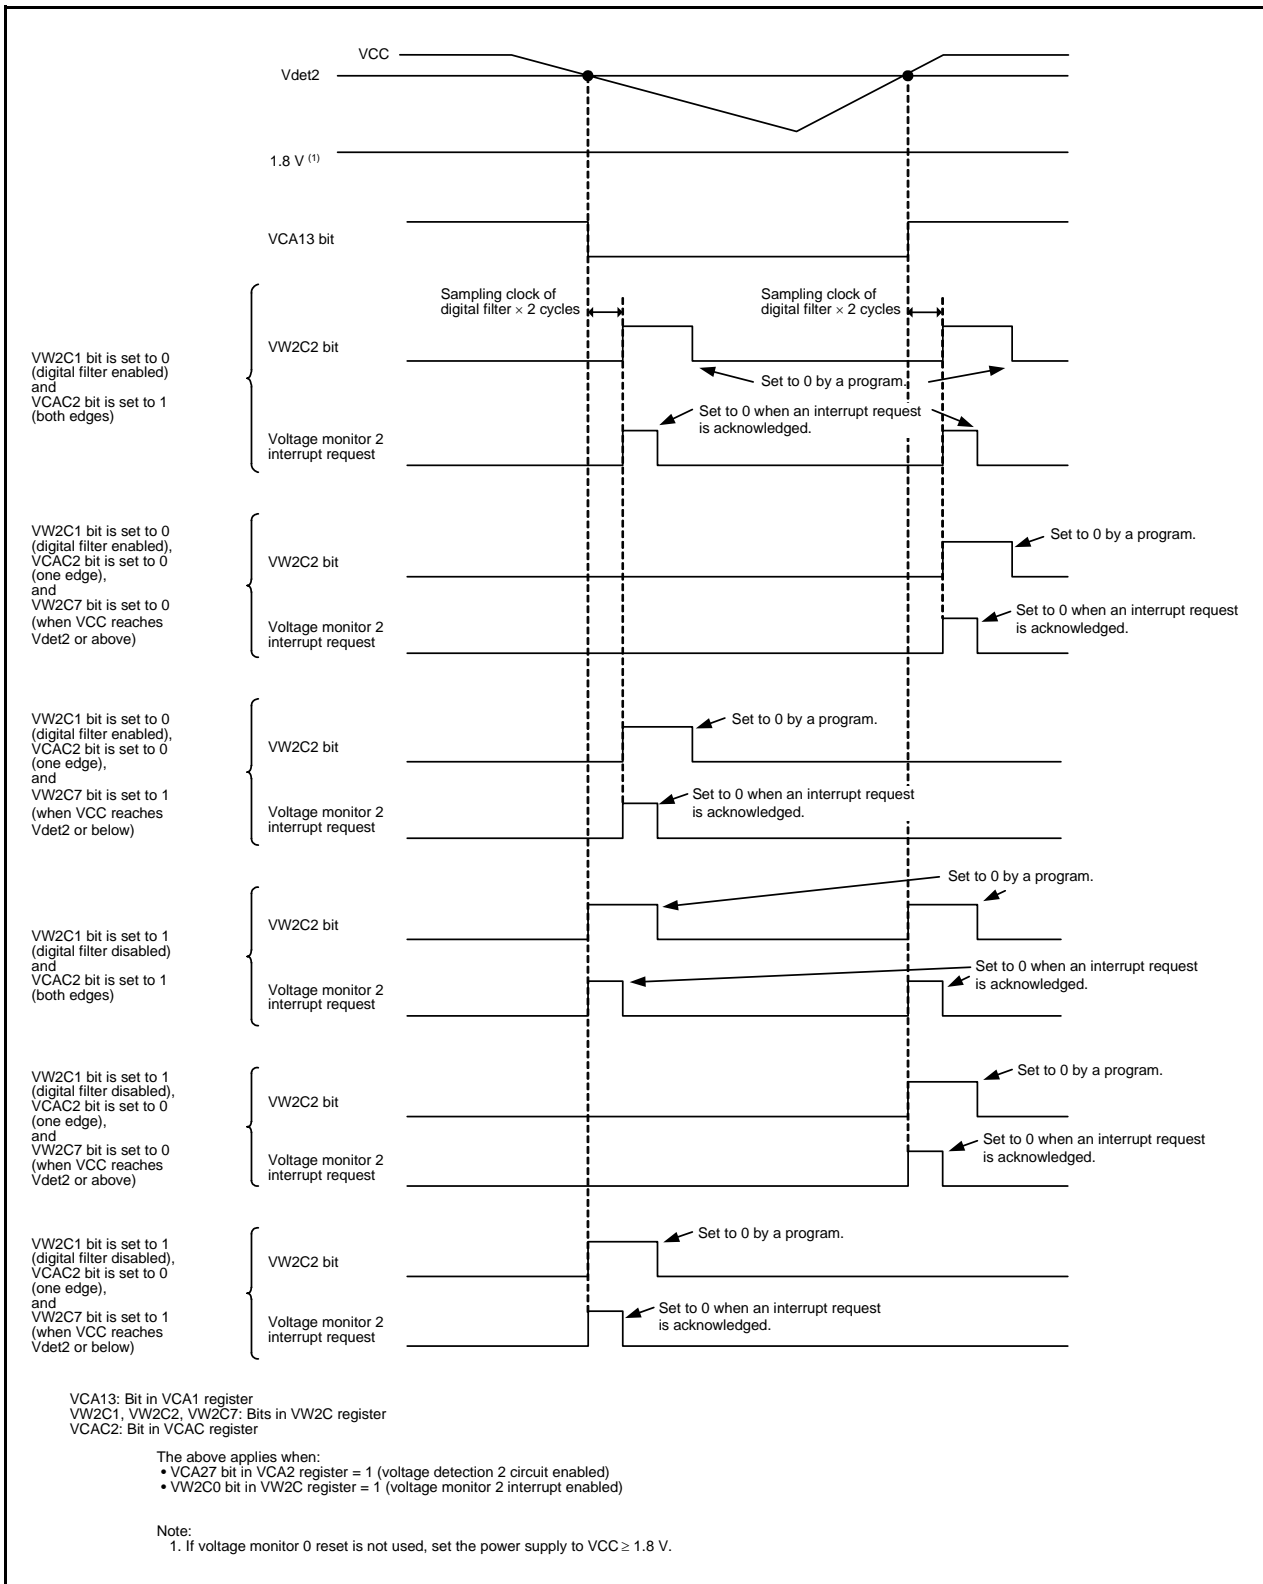 VCC
Vdet2
1.8 V (1)
VCA13 bit
Sampling clock of
digital filter × 2 cycles
Sampling clock of
digital filter × 2 cycles
VW2C1 bit is set to 0
(digital filter enabled)
and
VCAC2 bit is set to 1
(both edges)
VW2C2 bit
Set to 0 by a program.
Set to 0 when an interrupt request
is acknowledged.
Voltage monitor 2
interrupt request
VW2C1 bit is set to 0
(digital filter enabled),
VCAC2 bit is set to 0
(one edge),
and
VW2C7 bit is set to 0
(when VCC reaches
Vdet2 or above)
VW2C2 bit
Set to 0 by a program.
Voltage monitor 2
interrupt request
Set to 0 when an interrupt request
is acknowledged.
VW2C1 bit is set to 0
(digital filter enabled),
VCAC2 bit is set to 0
(one edge),
and
VW2C7 bit is set to 1
(when VCC reaches
Vdet2 or below)
VW2C2 bit
Set to 0 by a program.
Voltage monitor 2
interrupt request
Set to 0 when an interrupt request
is acknowledged.
VW2C1 bit is set to 1
(digital filter disabled)
and
VCAC2 bit is set to 1
(both edges)
VW2C2 bit
Set to 0 by a program.
Voltage monitor 2
interrupt request
Set to 0 when an interrupt request
is acknowledged.
VW2C1 bit is set to 1
(digital filter disabled),
VCAC2 bit is set to 0
(one edge),
and
VW2C7 bit is set to 0
(when VCC reaches
Vdet2 or above)
VW2C2 bit
Set to 0 by a program.
Voltage monitor 2
interrupt request
Set to 0 when an interrupt request
is acknowledged.
VW2C1 bit is set to 1
(digital filter disabled),
VCAC2 bit is set to 0
(one edge),
and
VW2C7 bit is set to 1
(when VCC reaches
Vdet2 or below)
VW2C2 bit
Set to 0 by a program.
Voltage monitor 2
interrupt request
Set to 0 when an interrupt request
is acknowledged.
VCA13: Bit in VCA1 register
VW2C1, VW2C2, VW2C7: Bits in VW2C register
VCAC2: Bit in VCAC register
The above applies when:
• VCA27 bit in VCA2 register = 1 (voltage detection 2 circuit enabled)
• VW2C0 bit in VW2C register = 1 (voltage monitor 2 interrupt enabled)
Note:
1. If voltage monitor 0 reset is not used, set the power supply to VCC ≥ 1.8 V.